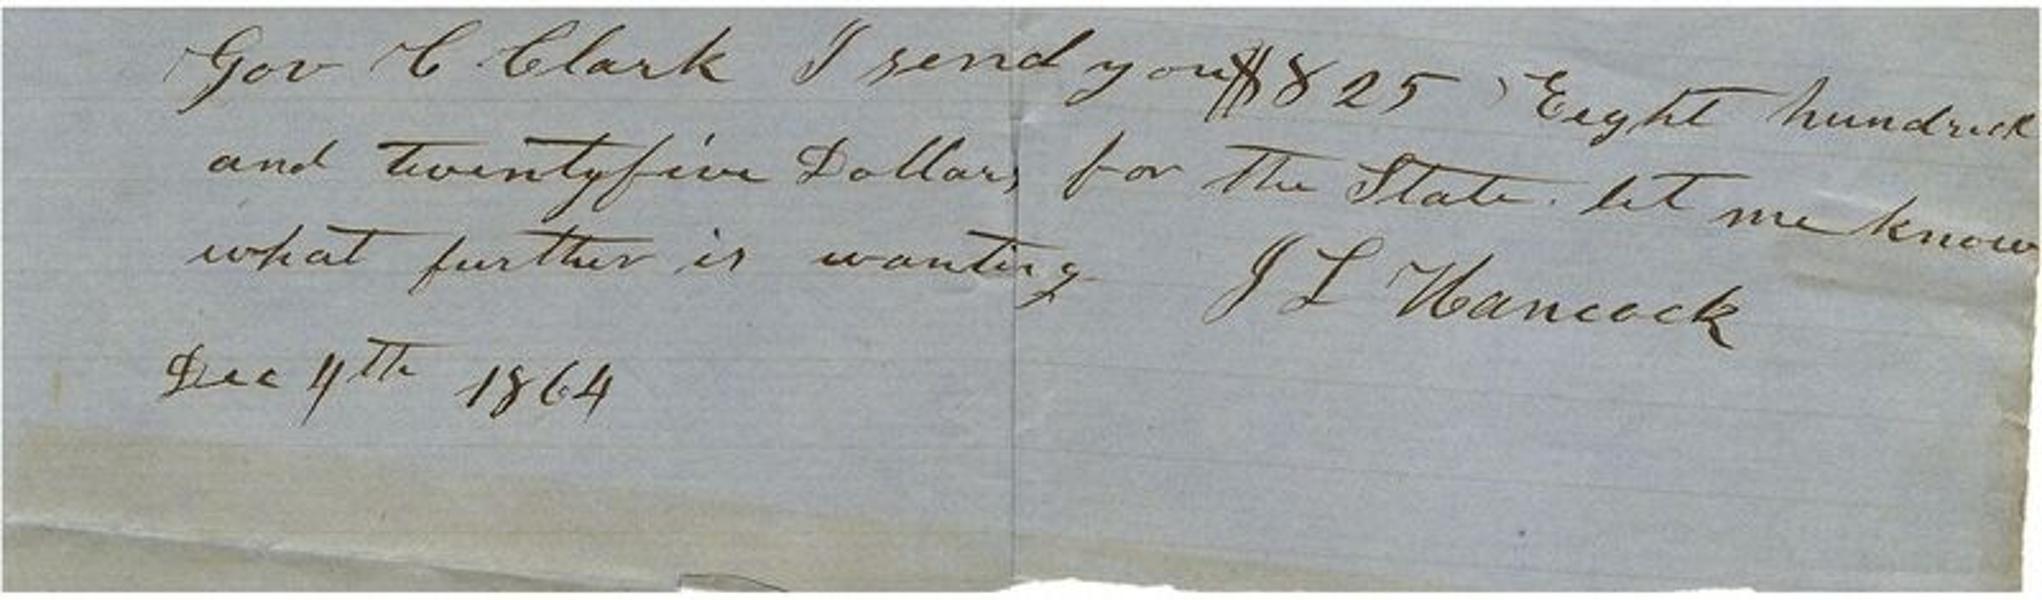 Gov C Clark I send you $825, Eight hundred
and twentyfive Dollars for the State. let me know
what further is wanting J L Hancock
Dec 4th 1864